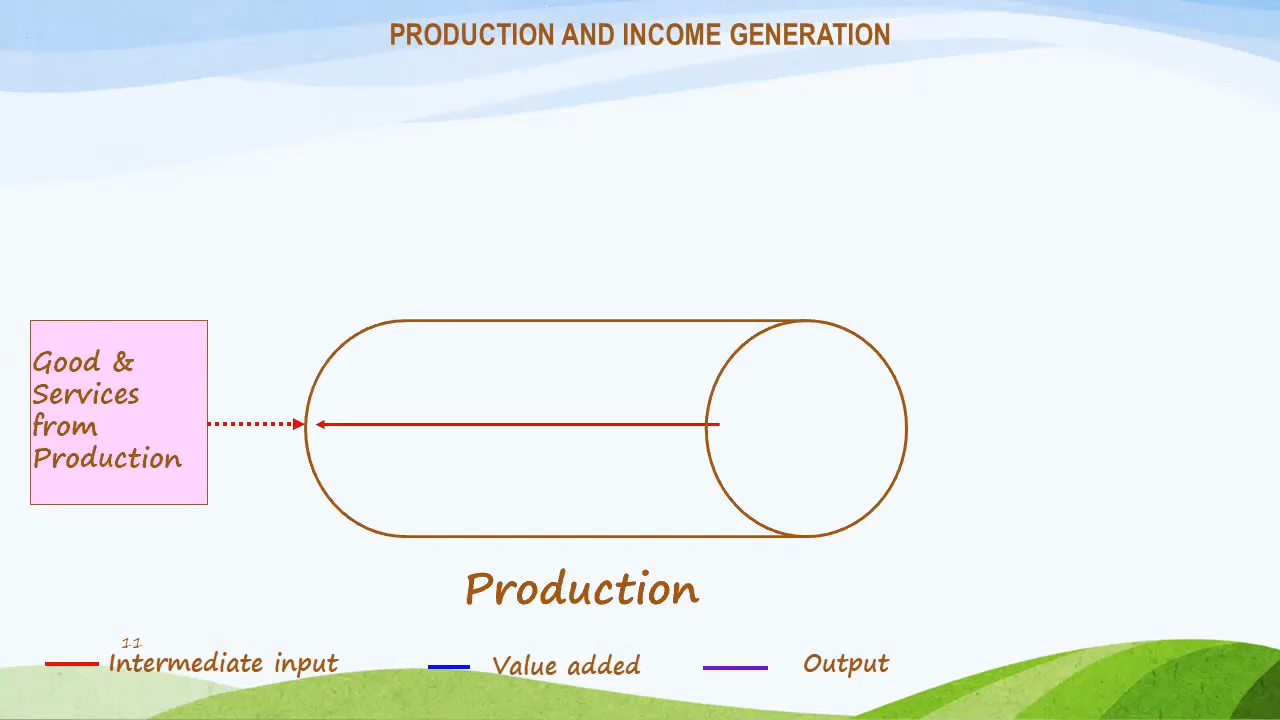 PRODUCTION AND INCOME GENERATION
Good &
Services
from
Production
Production
11
Intermediate input
Value added
Output